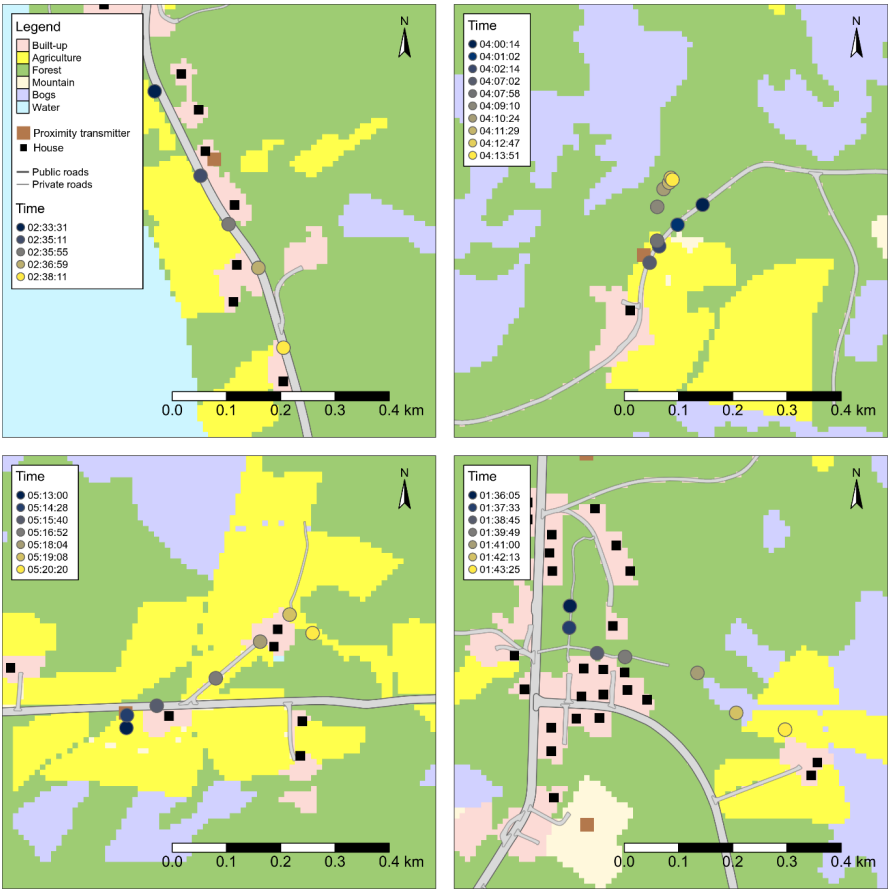 Legend
Built-up
Agriculture
Forest
Mountain
Bogs
Water
Proximity transmitter
House
Public roads
Private roads
Time
02:33:31
02:35:11
02:35:55
02:36:59
02:38:11
N
0.0 0.1 0.2 0.3 0.4 km
Time
04:00:14
04:01:02
04:02:14
04:07:02
04:07:58
04:09:10
04:10:24
04:11:29
04:12:47
04:13:51
N
0.0 0.1 0.2 0.3 0.4 km
Time
05:13:00
05:14:28
05:15:40
05:16:52
05:18:04
05:19:08
05:20:20
N
0.0 0.1 0.2 0.3 0.4 km
Time
01:36:05
01:37:33
01:38:45
01:39:49
01:41:00
01:42:13
01:43:25
N
0.0 0.1 0.2 0.3 0.4 km